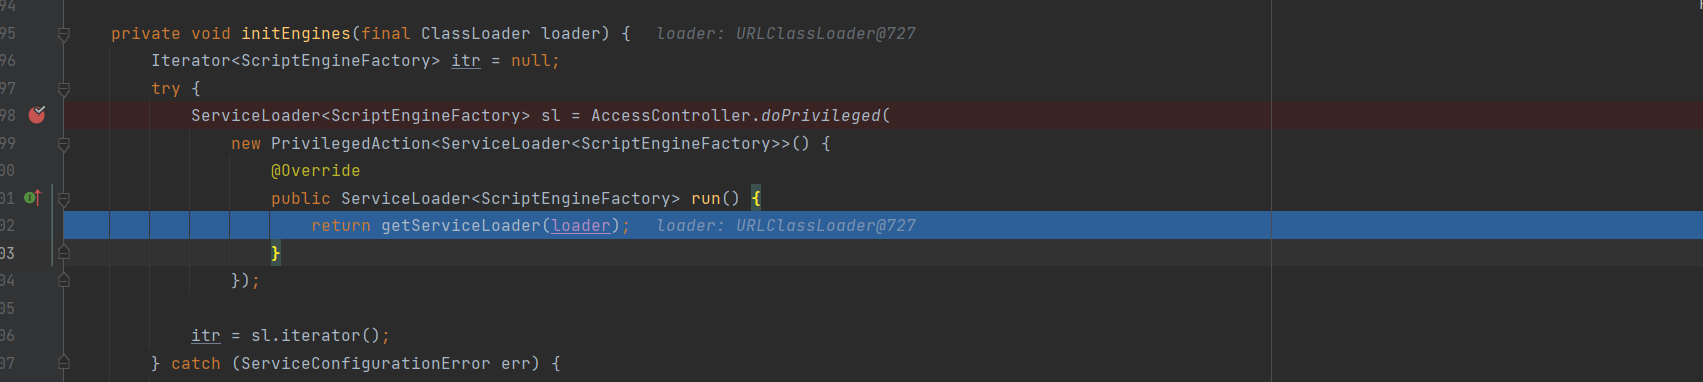 94
95 private void initEngines(final ClassLoader loader) { loader: URLClassLoader@727
96 Iterator<ScriptEngineFactory> itr = null;
97 try {
98 ServiceLoader<ScriptEngineFactory> sl = AccessController.doPrivileged(
99 new PrivilegedAction<ServiceLoader<ScriptEngineFactory>>() {
00 @Override
01 public ServiceLoader<ScriptEngineFactory> run() {
02 return getServiceLoader(loader); loader: URLClassLoader@727
03 }
04 });
05
06 itr = sl.iterator();
07 } catch (ServiceConfigurationError err) {